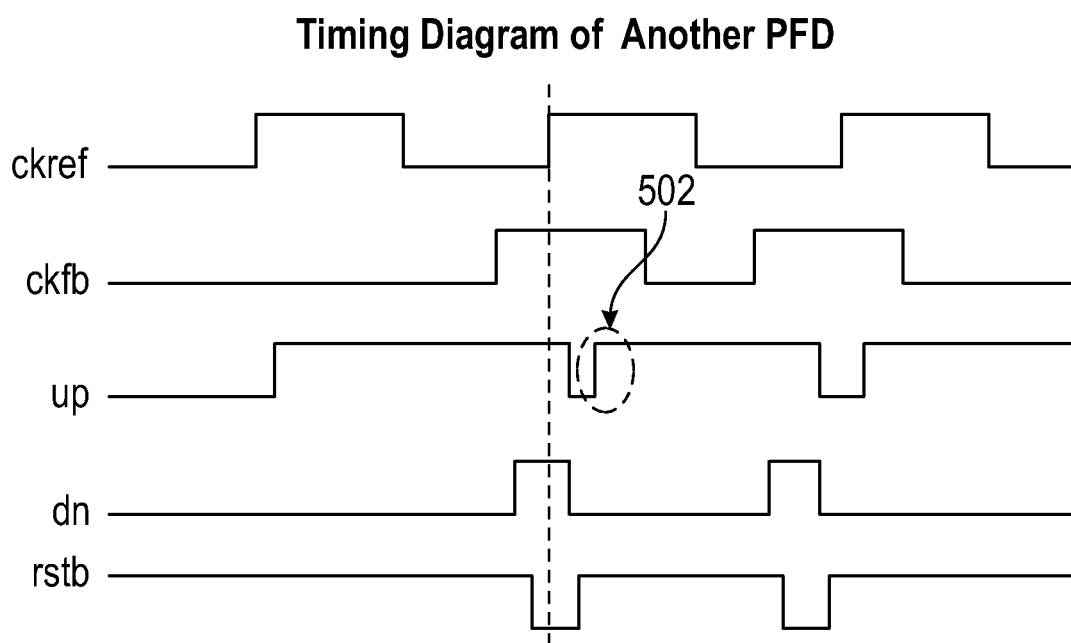 Timing Diagram of Another PFD
ckref
502
ckfb
up
dn
rstb